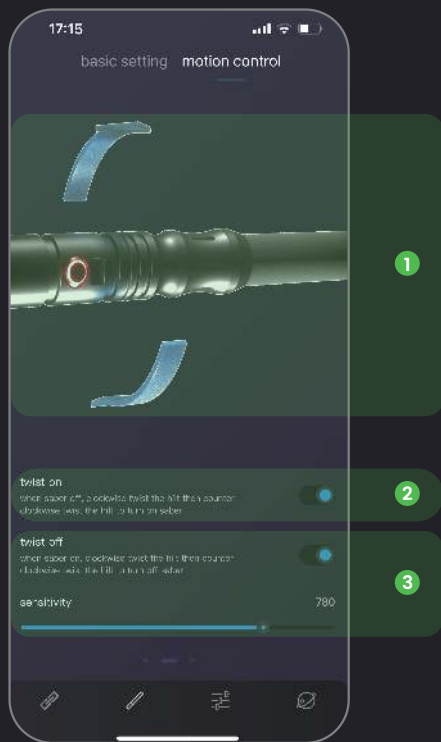 17:15
basic setting motion control
1
twist on
when saber off, clockwise twist the hilt then counter
clockwise twist the hilt to turn on saber
2
twist off
when saber on, clockwise twist the hilt then counter
clockwise twist the hilt to turn off saber
3
sensitivity 780